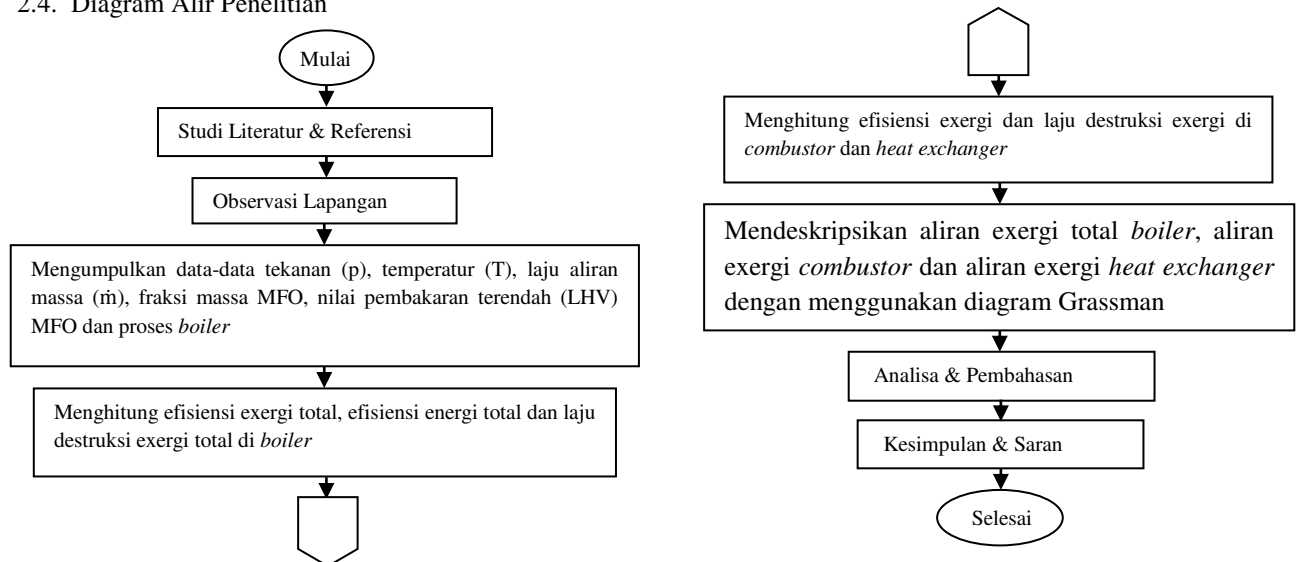 2.4. Diagram Alir Penelitian
Mulai
Studi Literatur & Referensi
Observasi Lapangan
Mengumpulkan data-data tekanan (p), temperatur (T), laju aliran
massa (ṁ), fraksi massa MFO, nilai pembakaran terendah (LHV)
MFO dan proses boiler
Menghitung efisiensi exergi total, efisiensi energi total dan laju
destruksi exergi total di boiler
Menghitung efisiensi exergi dan laju destruksi exergi di
combustor dan heat exchanger
Mendeskripsikan aliran exergi total boiler, aliran
exergi combustor dan aliran exergi heat exchanger
dengan menggunakan diagram Grassman
Analisa & Pembahasan
Kesimpulan & Saran
Selesai